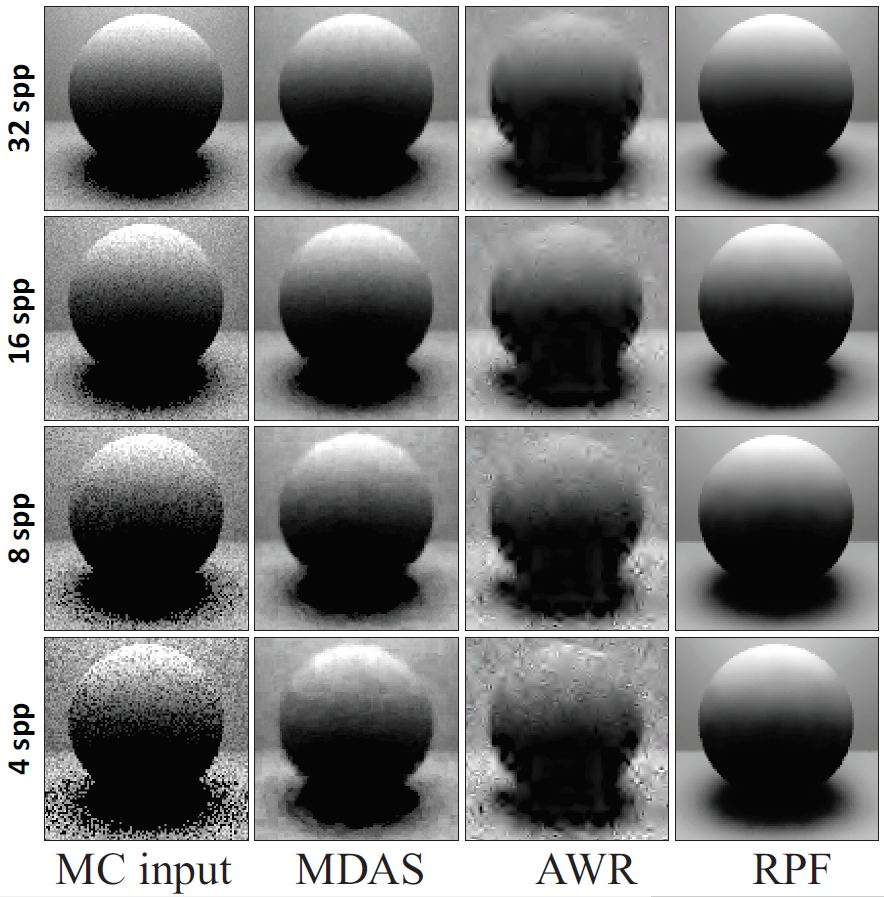 32 spp
16 spp
8 spp
4 spp
MC input MDAS AWR RPF